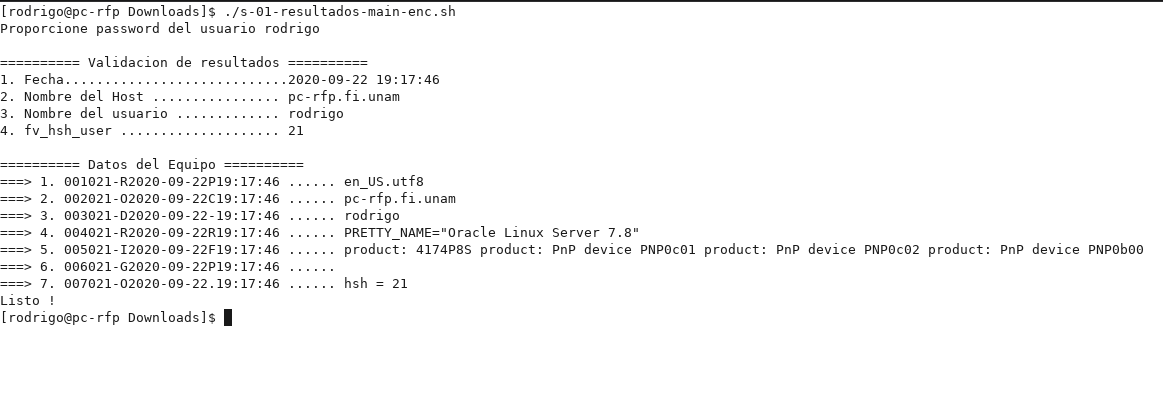 [rodrigo@pc-rfp Downloads]$ ./s-01-resultados-main-enc.sh
Proporcione password del usuario rodrigo
========== Validacion de resultados ==========
1. Fecha............................2020-09-22 19:17:46
2. Nombre del Host ................ pc-rfp.fi.unam
3. Nombre del usuario ............. rodrigo
4. fv_hsh_user .................... 21
========== Datos del Equipo ==========
===> 1. 001021-R2020-09-22P19:17:46 ...... en_US.utf8
===> 2. 002021-O2020-09-22C19:17:46 ...... pc-rfp.fi.unam
===> 3. 003021-D2020-09-22-19:17:46 ...... rodrigo
===> 4. 004021-R2020-09-22R19:17:46 ...... PRETTY_NAME="Oracle Linux Server 7.8"
===> 5. 005021-I2020-09-22F19:17:46 ...... product: 4174P8S product: PnP device PNP0c01 product: PnP device PNP0c02 product: PnP device PNP0b00
===> 6. 006021-G2020-09-22P19:17:46 ......
===> 7. 007021-O2020-09-22.19:17:46 ...... hsh = 21
Listo !
[rodrigo@pc-rfp Downloads]$